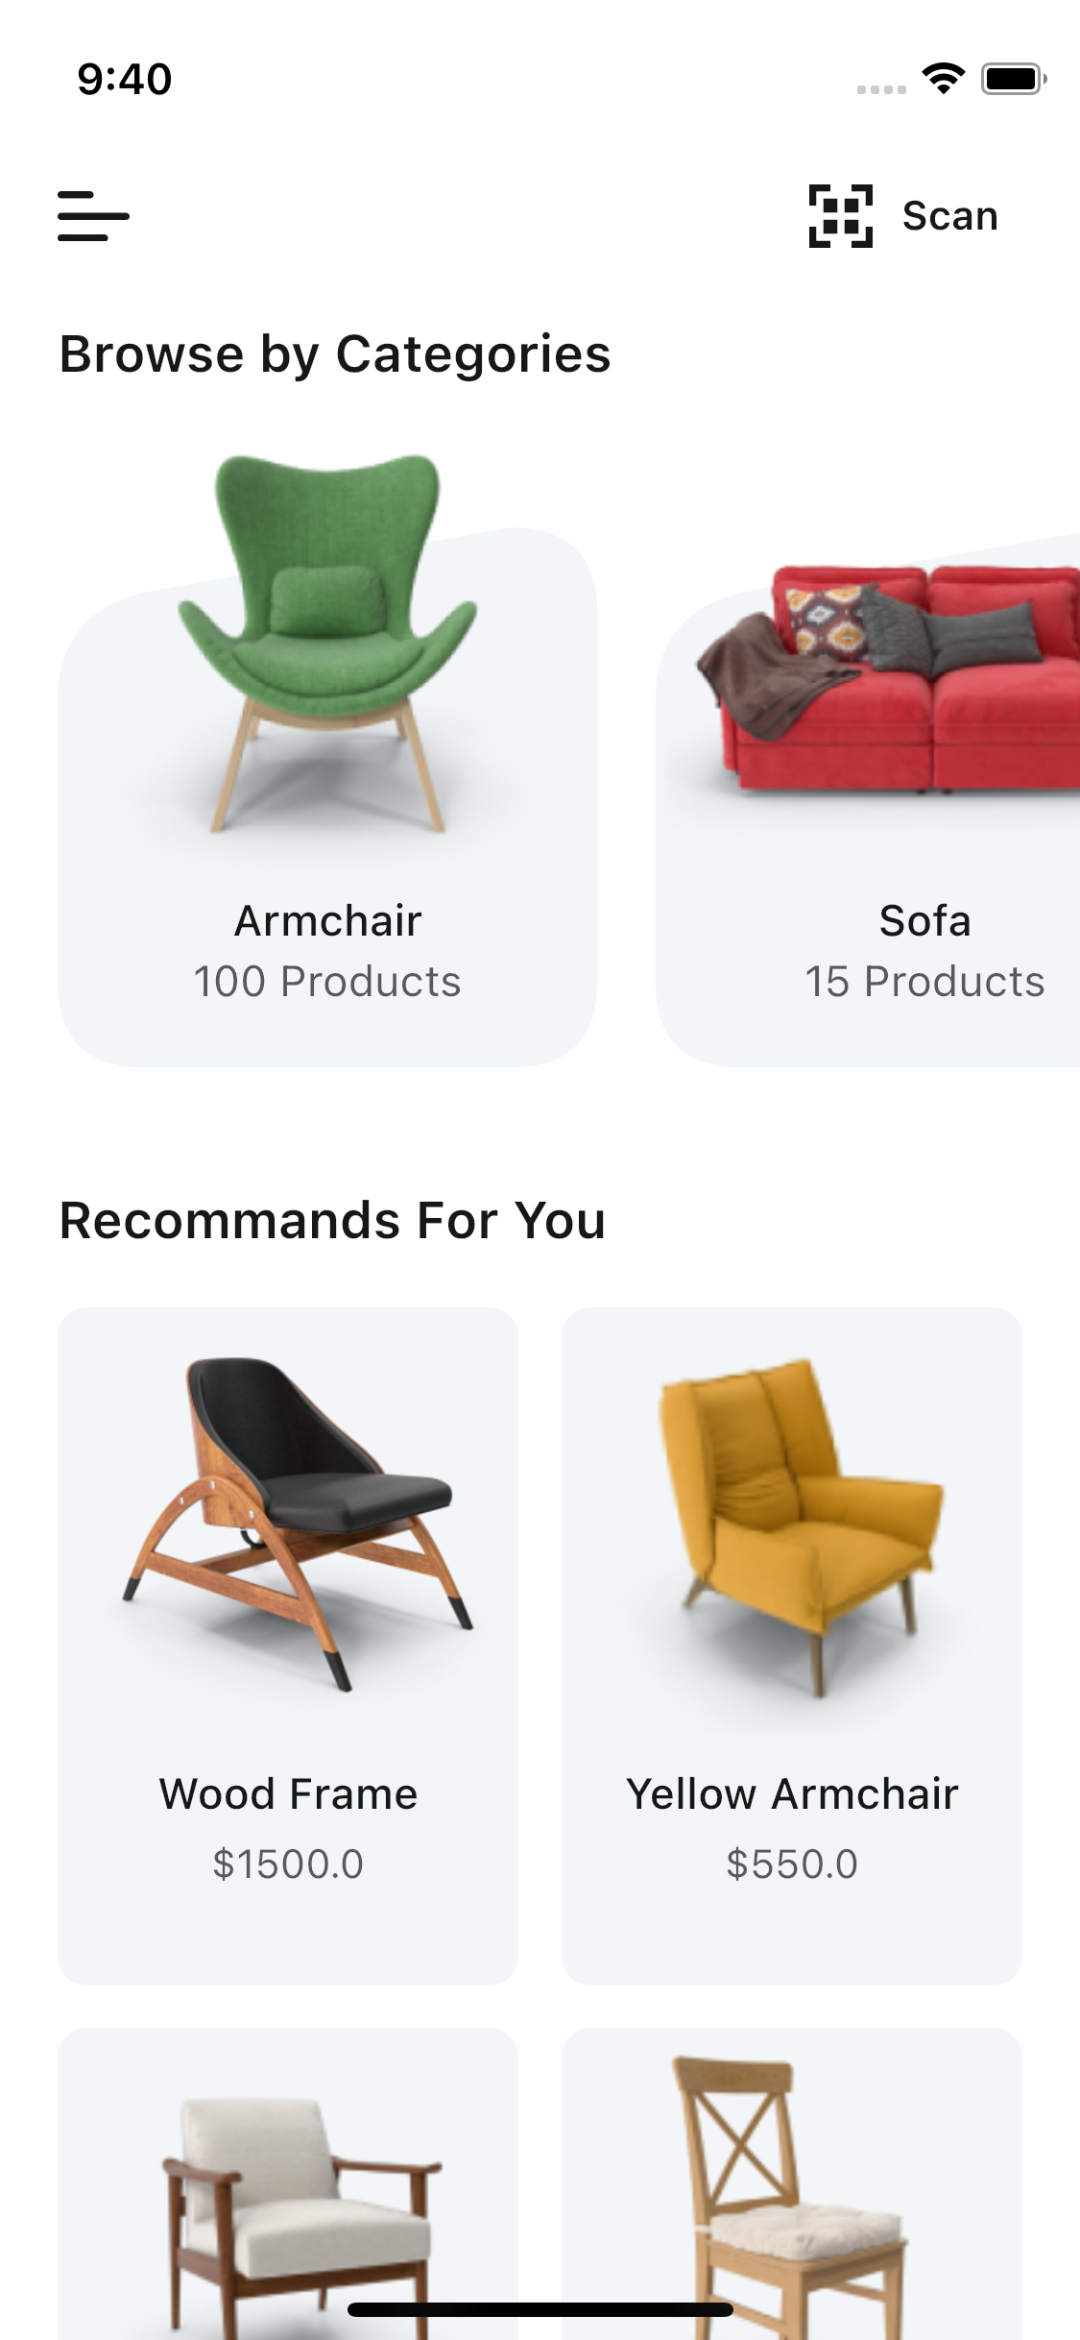 9:40
Scan
Browse by Categories
Armchair
100 Products
Sofa
15 Products
Recommands For You
Wood Frame
$1500.0
Yellow Armchair
$550.0